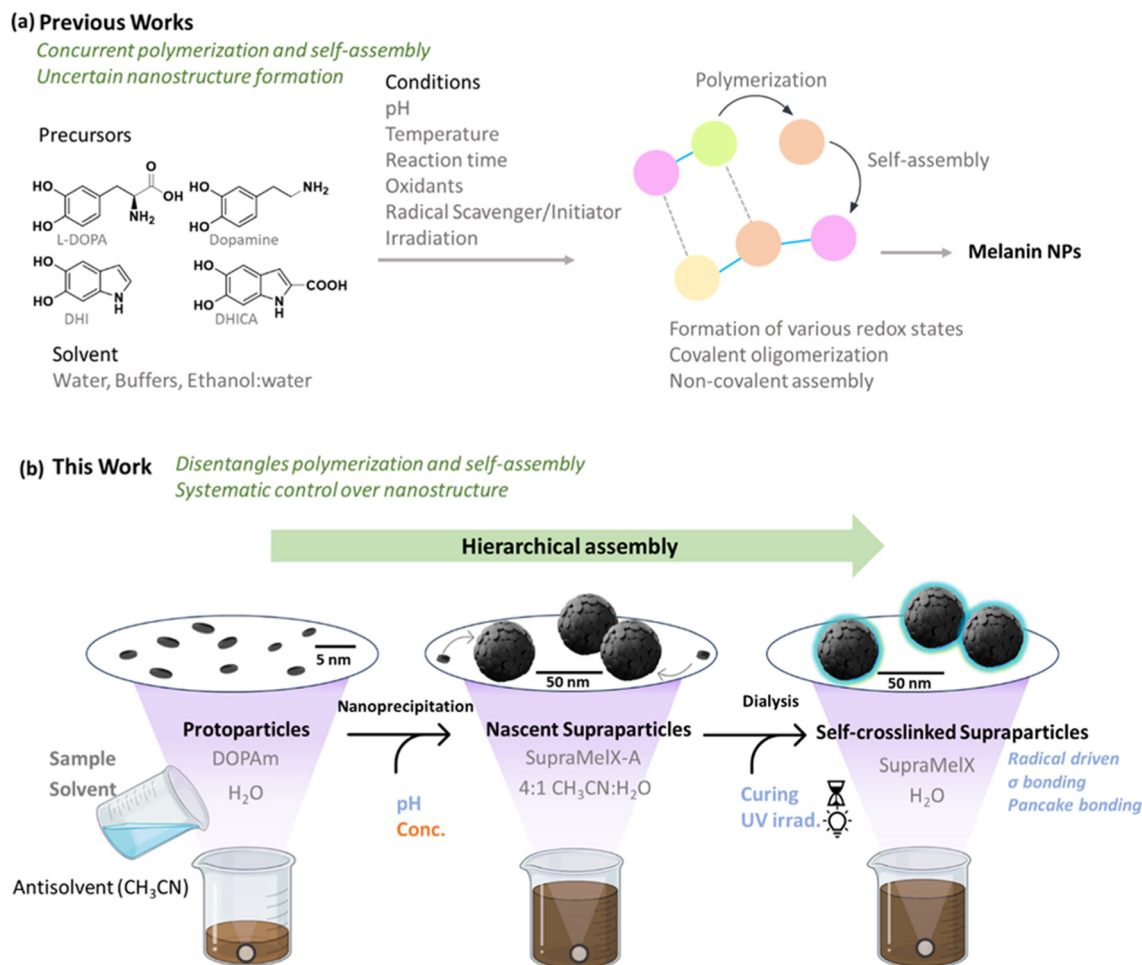 (a) Previous Works
Concurrent polymerization and self-assembly
Uncertain nanostructure formation
Precursors
HO
HO
O
OH
NH₂
L-DOPA
HO
HO
NH₂
Dopamine
HO
HO
N
H
DHI
HO
HO
N
H
COOH
DHICA
Solvent
Water, Buffers, Ethanol:water
Conditions
pH
Temperature
Reaction time
Oxidants
Radical Scavenger/Initiator
Irradiation
Polymerization
Self-assembly
Melanin NPs
Formation of various redox states
Covalent oligomerization
Non-covalent assembly
(b) This Work
Disentangles polymerization and self-assembly
Systematic control over nanostructure
Hierarchical assembly
5 nm
50 nm
50 nm
Sample
Solvent
Protoparticles
DOPAm
H₂O
Antisolvent (CH₃CN)
Nanoprecipitation
pH
Conc.
Nascent Supraparticles
SupraMelX-A
4:1 CH₃CN:H₂O
Dialysis
Curing
UV irrad.
Self-crosslinked Supraparticles
SupraMelX
H₂O
Radical driven
σ bonding
Pancake bonding